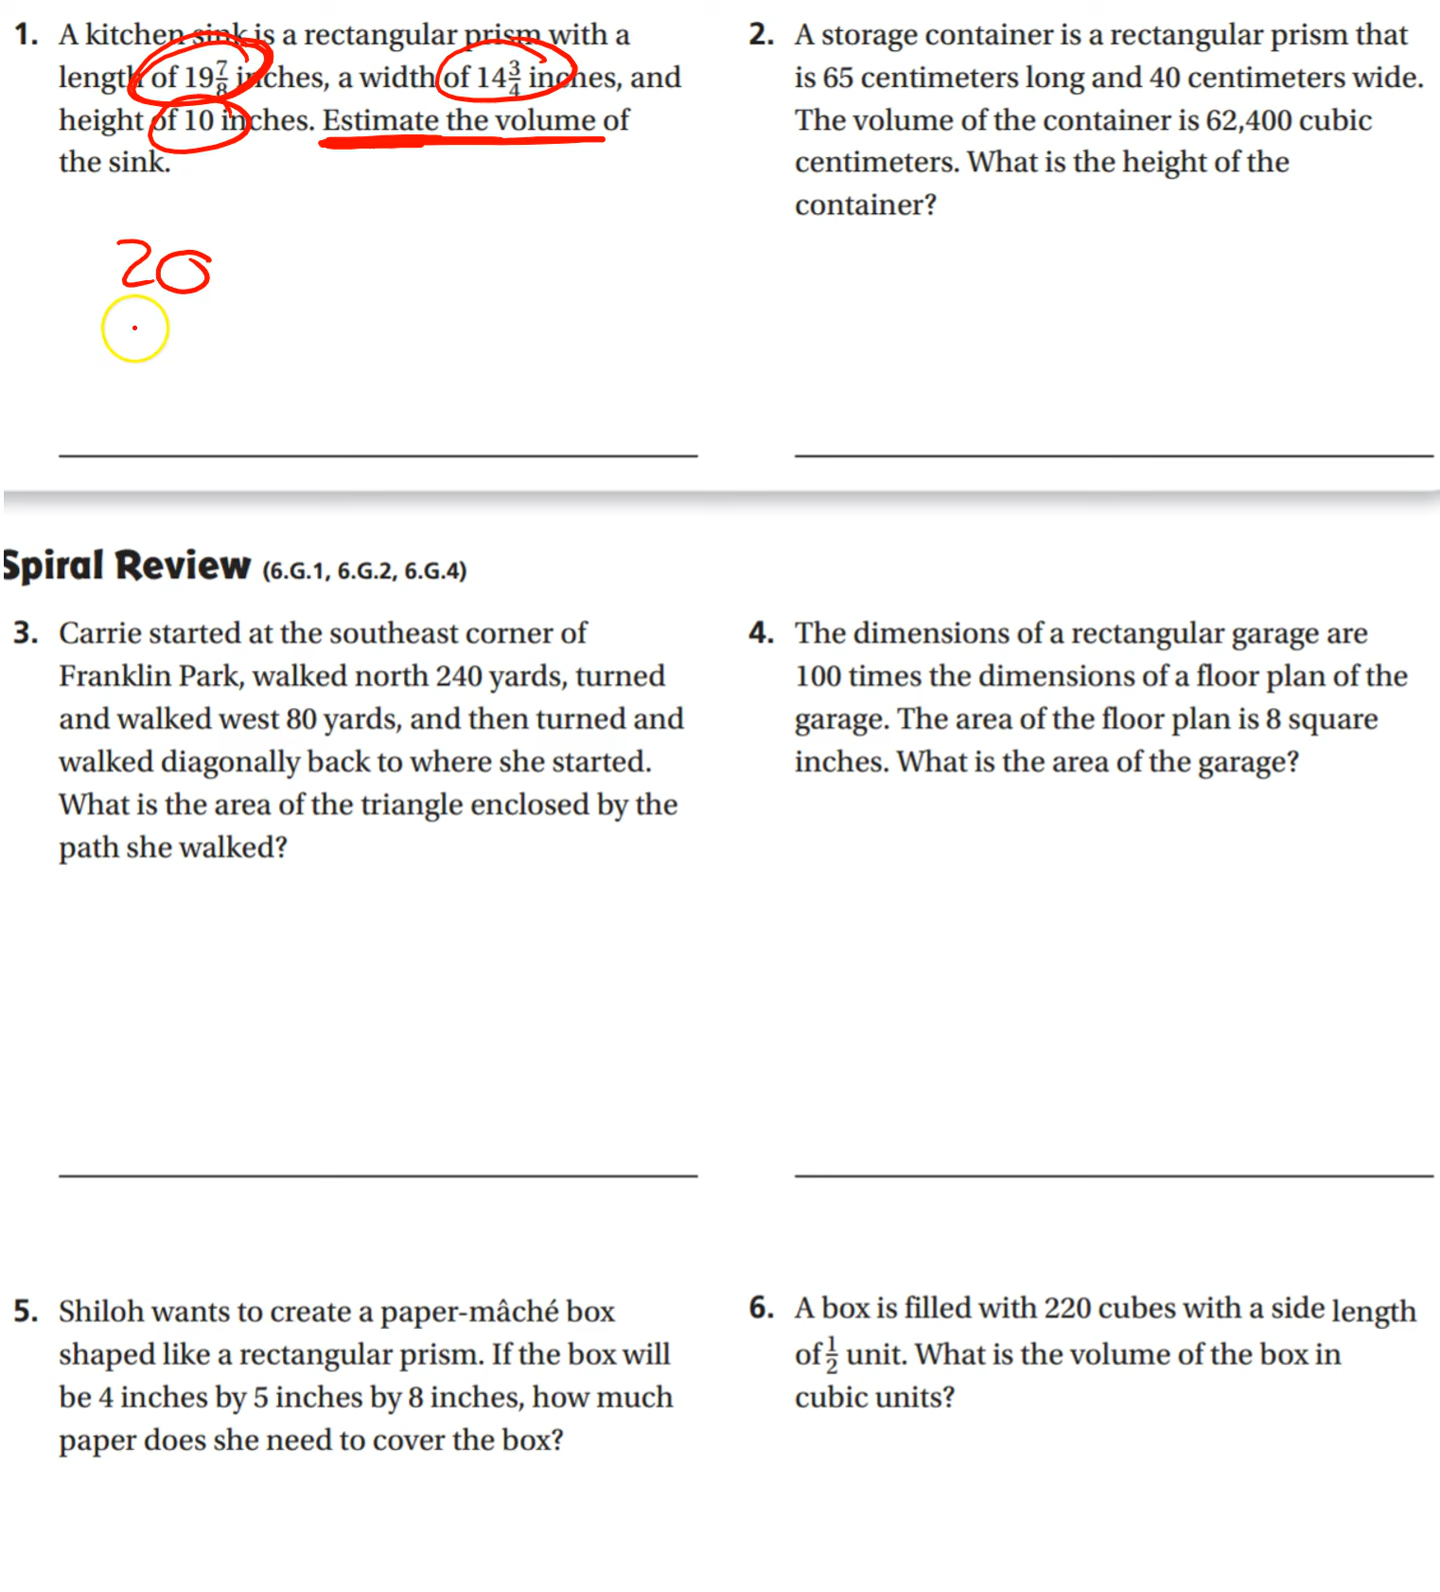 1. A kitchen sink is a rectangular prism with a
length of 19 7/8 inches, a width of 14 3/4 inches, and
height of 10 inches. Estimate the volume of
the sink.
20
2. A storage container is a rectangular prism that
is 65 centimeters long and 40 centimeters wide.
The volume of the container is 62,400 cubic
centimeters. What is the height of the
container?
Spiral Review (6.G.1, 6.G.2, 6.G.4)
3. Carrie started at the southeast corner of
Franklin Park, walked north 240 yards, turned
and walked west 80 yards, and then turned and
walked diagonally back to where she started.
What is the area of the triangle enclosed by the
path she walked?
4. The dimensions of a rectangular garage are
100 times the dimensions of a floor plan of the
garage. The area of the floor plan is 8 square
inches. What is the area of the garage?
5. Shiloh wants to create a paper-mâché box
shaped like a rectangular prism. If the box will
be 4 inches by 5 inches by 8 inches, how much
paper does she need to cover the box?
6. A box is filled with 220 cubes with a side length
of 1/2 unit. What is the volume of the box in
cubic units?